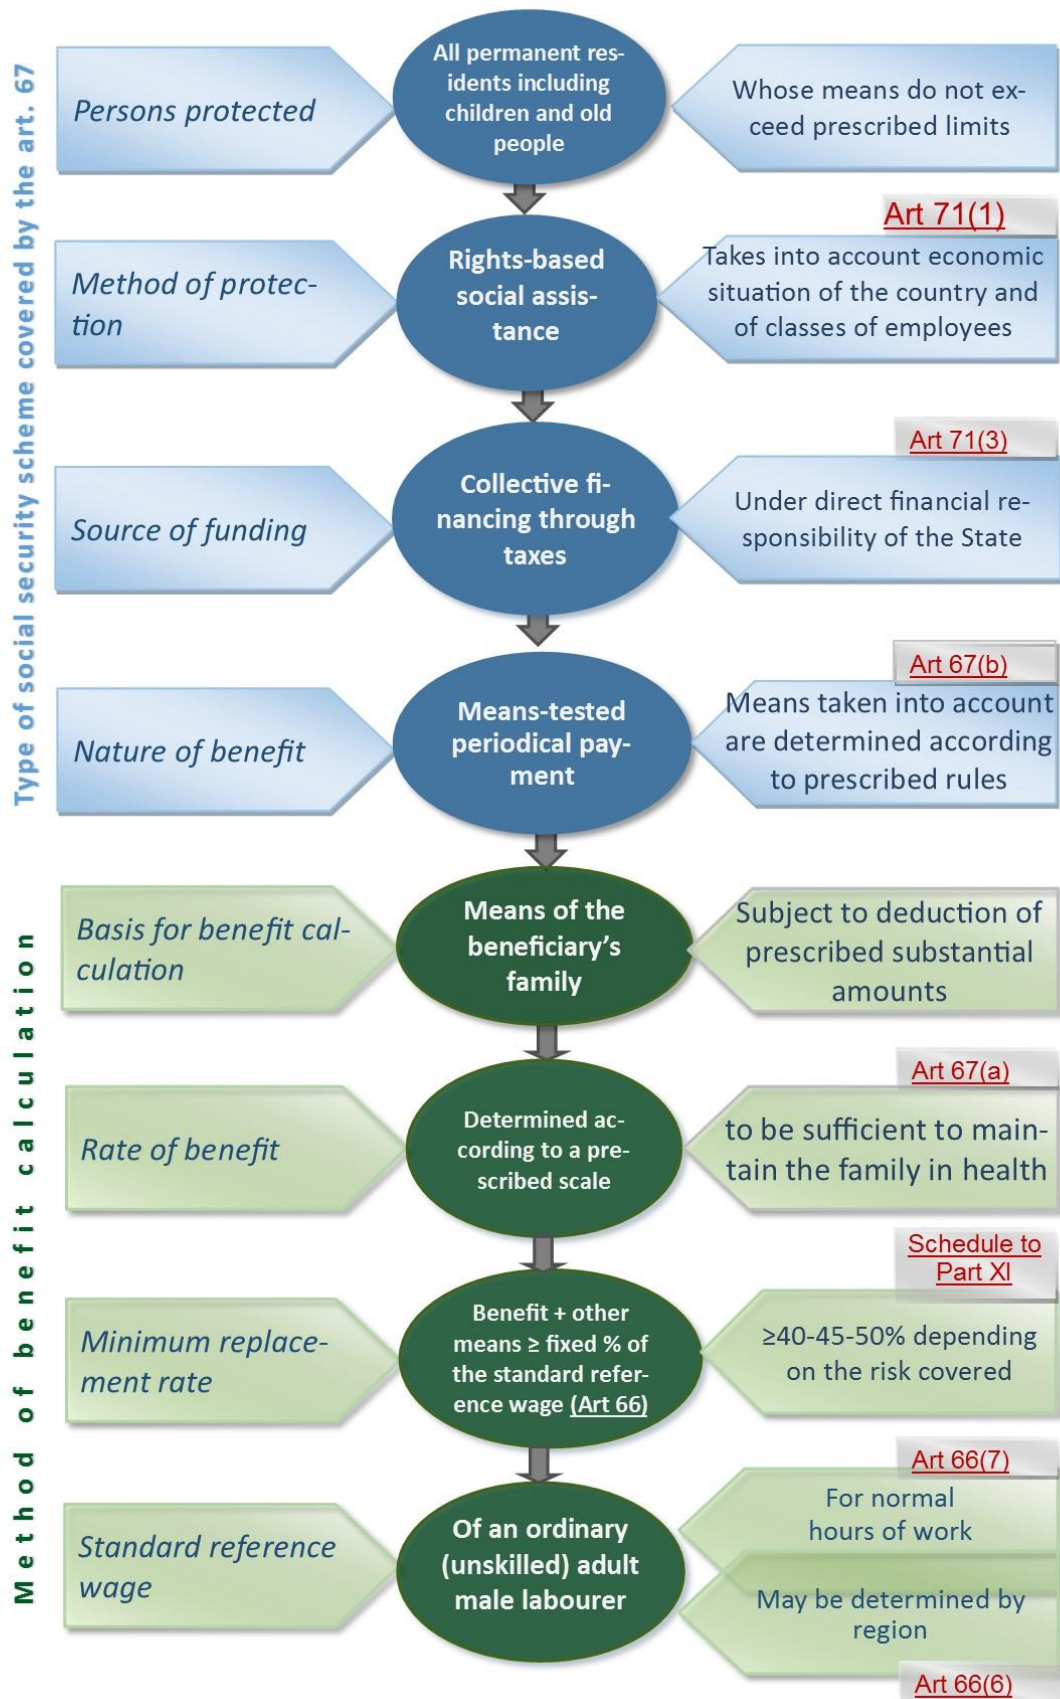 Type of social security scheme covered by the art. 67
Persons protected
All permanent res-
idents including
children and old
people
Whose means do not ex-
ceed prescribed limits
Method of protec-
tion
Rights-based
social assis-
tance
Art 71(1)
Takes into account economic
situation of the country and
of classes of employees
Source of funding
Collective fi-
nancing through
taxes
Art 71(3)
Under direct financial re-
sponsibility of the State
Nature of benefit
Means-tested
periodical pay-
ment
Art 67(b)
Means taken into account
are determined according
to prescribed rules
Method of benefit calculation
Basis for benefit cal-
culation
Means of the
beneficiary’s
family
Subject to deduction of
prescribed substantial
amounts
Rate of benefit
Determined ac-
cording to a pre-
scribed scale
Art 67(a)
to be sufficient to main-
tain the family in health
Minimum replace-
ment rate
Benefit + other
means ≥ fixed % of
the standard refer-
ence wage (Art 66)
Schedule to
Part XI
≥40-45-50% depending
on the risk covered
Standard reference
wage
Of an ordinary
(unskilled) adult
male labourer
Art 66(7)
For normal
hours of work
May be determined by
region
Art 66(6)